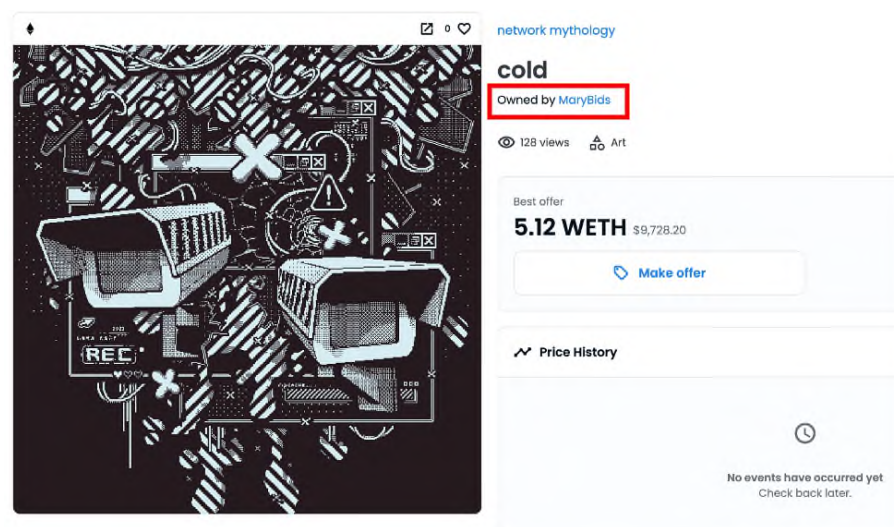 0
network mythology
cold
Owned by MaryBids
128 views Art
Best offer
5.12 WETH $9,728.20
Make offer
Price History
REC
No events have occurred yet
Check back later.